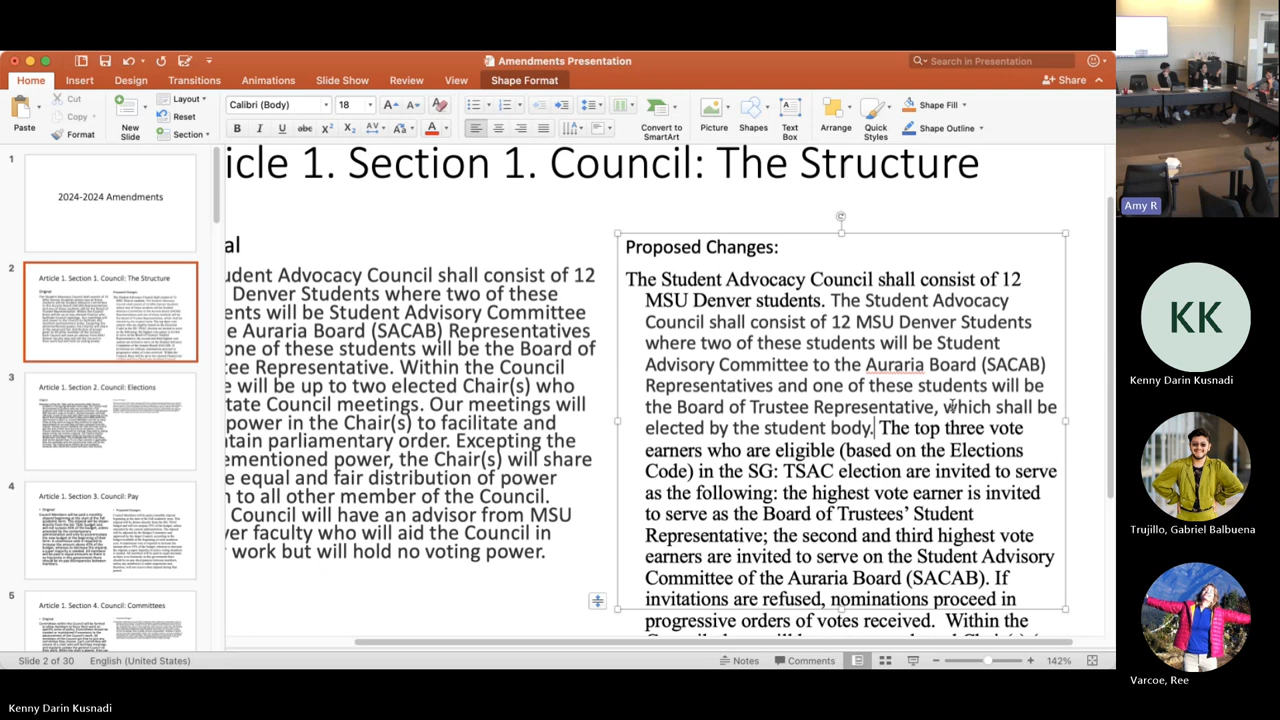 Amendments Presentation
Search in Presentation
Home
Insert
Design
Transitions
Animations
Slide Show
Review
View
Shape Format
Share
Paste
Cut
Copy
Format
New
Slide
Layout
Reset
Section
Calibri (Body)
18
Convert to
SmartArt
Picture
Shapes
Text
Box
Arrange
Quick
Styles
Shape Fill
Shape Outline
1
2024-2024 Amendments
2
Article 1. Section 1. Council: The Structure
3
Article 1. Section 2. Council: Elections
4
Article 1. Section 3. Council: Pay
5
Article 1. Section 4. Council: Committees
icle 1. Section 1. Council: The Structure
al
udent Advocacy Council shall consist of 12
Denver Students where two of these
ents will be Student Advisory Committee
e Auraria Board (SACAB) Representatives
one of these students will be the Board of
ee Representative. Within the Council
e will be up to two elected Chair(s) who
tate Council meetings. Our meetings will
power in the Chair(s) to facilitate and
ntain parliamentary order. Excepting the
ementioned power, the Chair(s) will share
e equal and fair distribution of power
n to all other member of the Council.
Council will have an advisor from MSU
ver faculty who will aid the Council in
work but will hold no voting power.
Proposed Changes:
The Student Advocacy Council shall consist of 12
MSU Denver students. The Student Advocacy
Council shall consist of 12 MSU Denver Students
where two of these students will be Student
Advisory Committee to the Auraria Board (SACAB)
Representatives and one of these students will be
the Board of Trustee Representative, which shall be
elected by the student body. The top three vote
earners who are eligible (based on the Elections
Code) in the SG: TSAC election are invited to serve
as the following: the highest vote earner is invited
to serve as the Board of Trustees’ Student
Representative; the second and third highest vote
earners are invited to serve on the Student Advisory
Committee of the Auraria Board (SACAB). If
invitations are refused, nominations proceed in
progressive orders of votes received. Within the
Slide 2 of 30
English (United States)
Notes
Comments
142%
Amy R
KK
Kenny Darin Kusnadi
Trujillo, Gabriel Balbuena
Varcoe, Ree
Kenny Darin Kusnadi